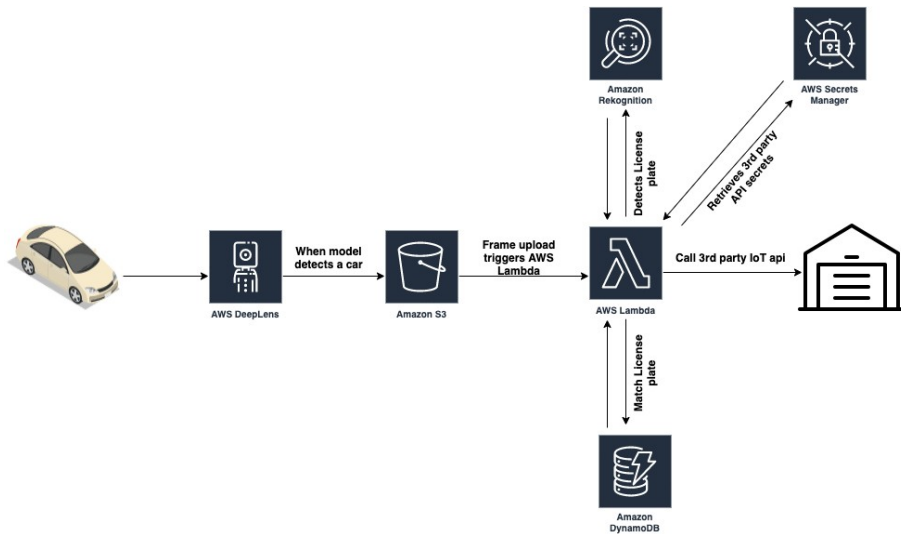 Amazon
Rekognition
AWS Secrets
Manager
Detects License
plate
Retrieves 3rd party
API secrets
When model
detects a car
Frame upload
triggers AWS
Lambda
Call 3rd party IoT api
AWS DeepLens
Amazon S3
AWS Lambda
Match License
plate
Amazon
DynamoDB